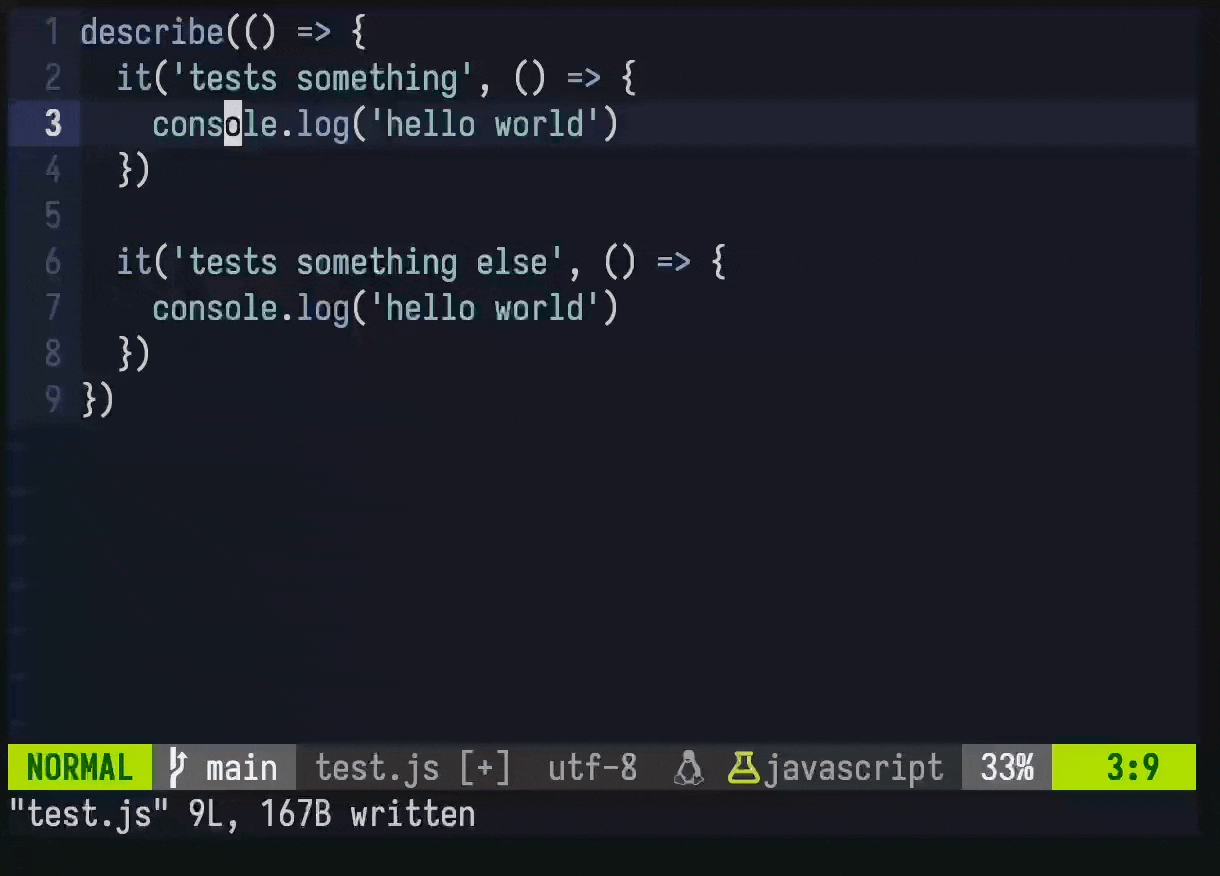 1 describe(() => {
2   it('tests something', () => {
3     console.log('hello world')
4   })
5
6   it('tests something else', () => {
7     console.log('hello world')
8   })
9 })
NORMAL main test.js [+] utf-8 javascript 33% 3:9
"test.js" 9L, 167B written